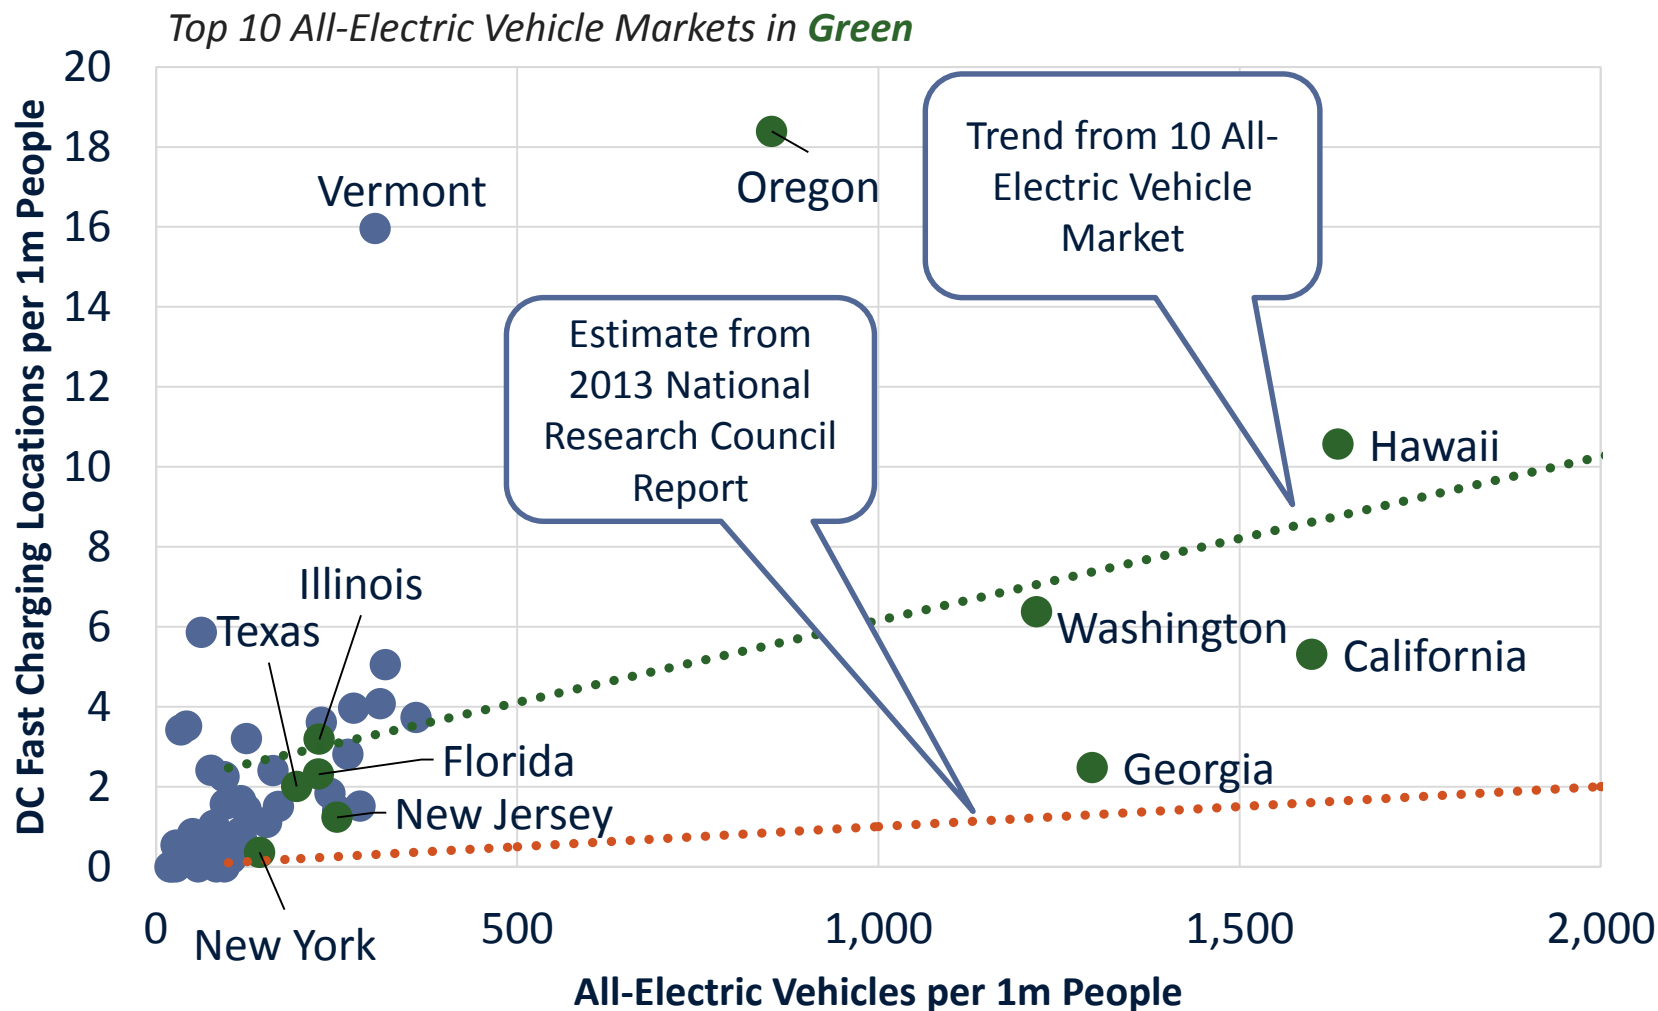 Top 10 All-Electric Vehicle Markets in Green
DC Fast Charging Locations per 1m People
20
18
16
14
12
10
8
6
4
2
0
Vermont
Oregon
Trend from 10 All-
Electric Vehicle
Market
Estimate from
2013 National
Research Council
Report
Hawaii
Illinois
Texas
Washington
California
Florida
Georgia
New Jersey
New York
0
500
1,000
1,500
2,000
All-Electric Vehicles per 1m People